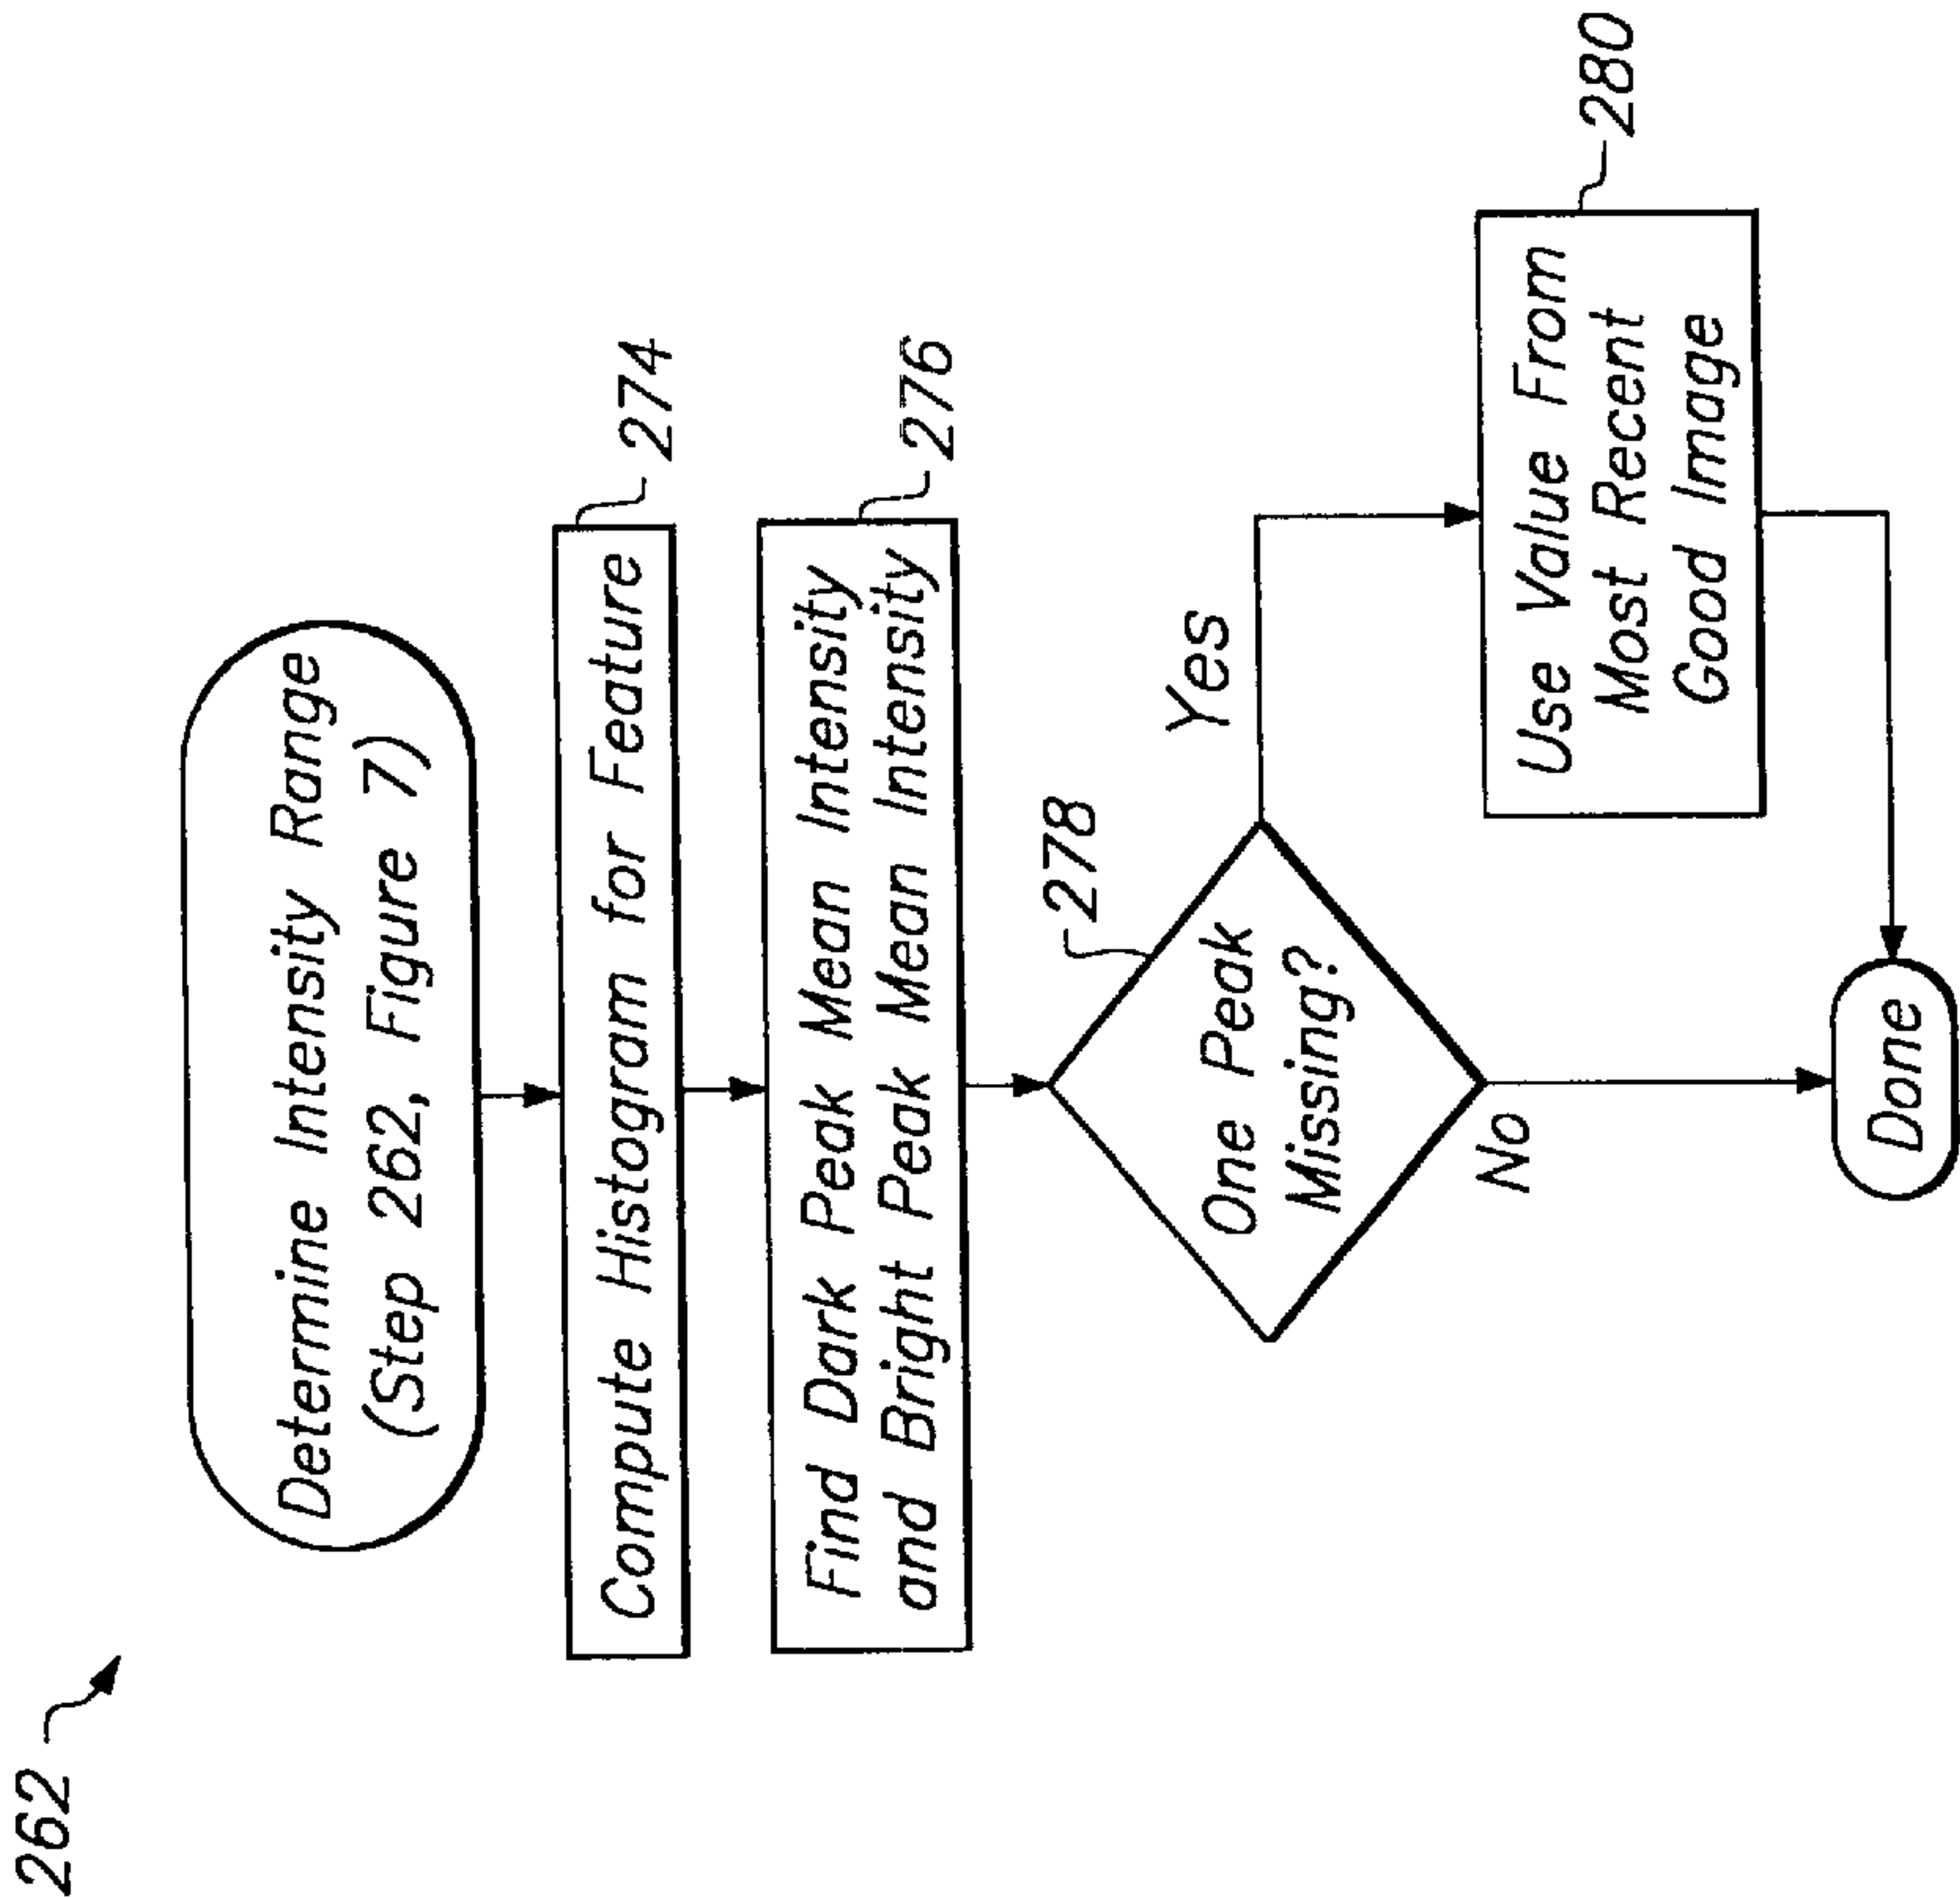 262
Determine Intensity Range
(Step 262, Figure 7)
Compute Histogram for Feature
274
Find Dark Peak Mean Intensity
and Bright Peak Mean Intensity
276
278
One Peak
Missing?
Yes
No
Use Value From
Most Recent
Good Image
280
Done